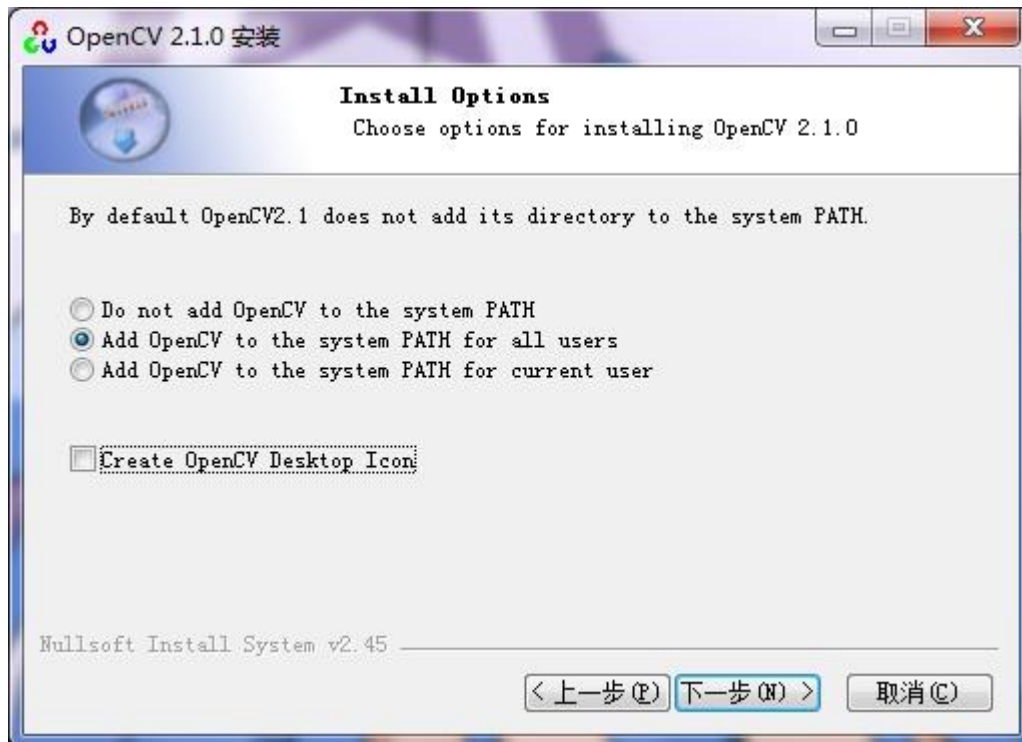 OpenCV 2.1.0 安装
Install Options
Choose options for installing OpenCV 2.1.0
By default OpenCV2.1 does not add its directory to the system PATH.
Do not add OpenCV to the system PATH
Add OpenCV to the system PATH for all users
Add OpenCV to the system PATH for current user
Create OpenCV Desktop Icon
Nullsoft Install System v2.45
< 上一步(P) 下一步(N) > 取消(C)